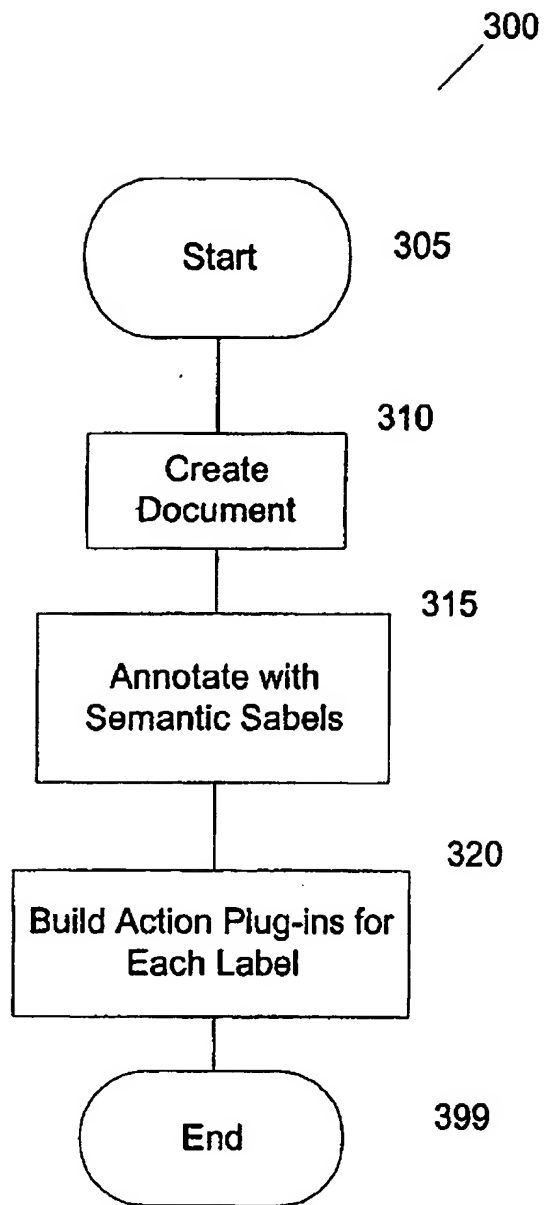 300
Start
305
310
Create
Document
315
Annotate with
Semantic Sabels
320
Build Action Plug-ins for
Each Label
End
399